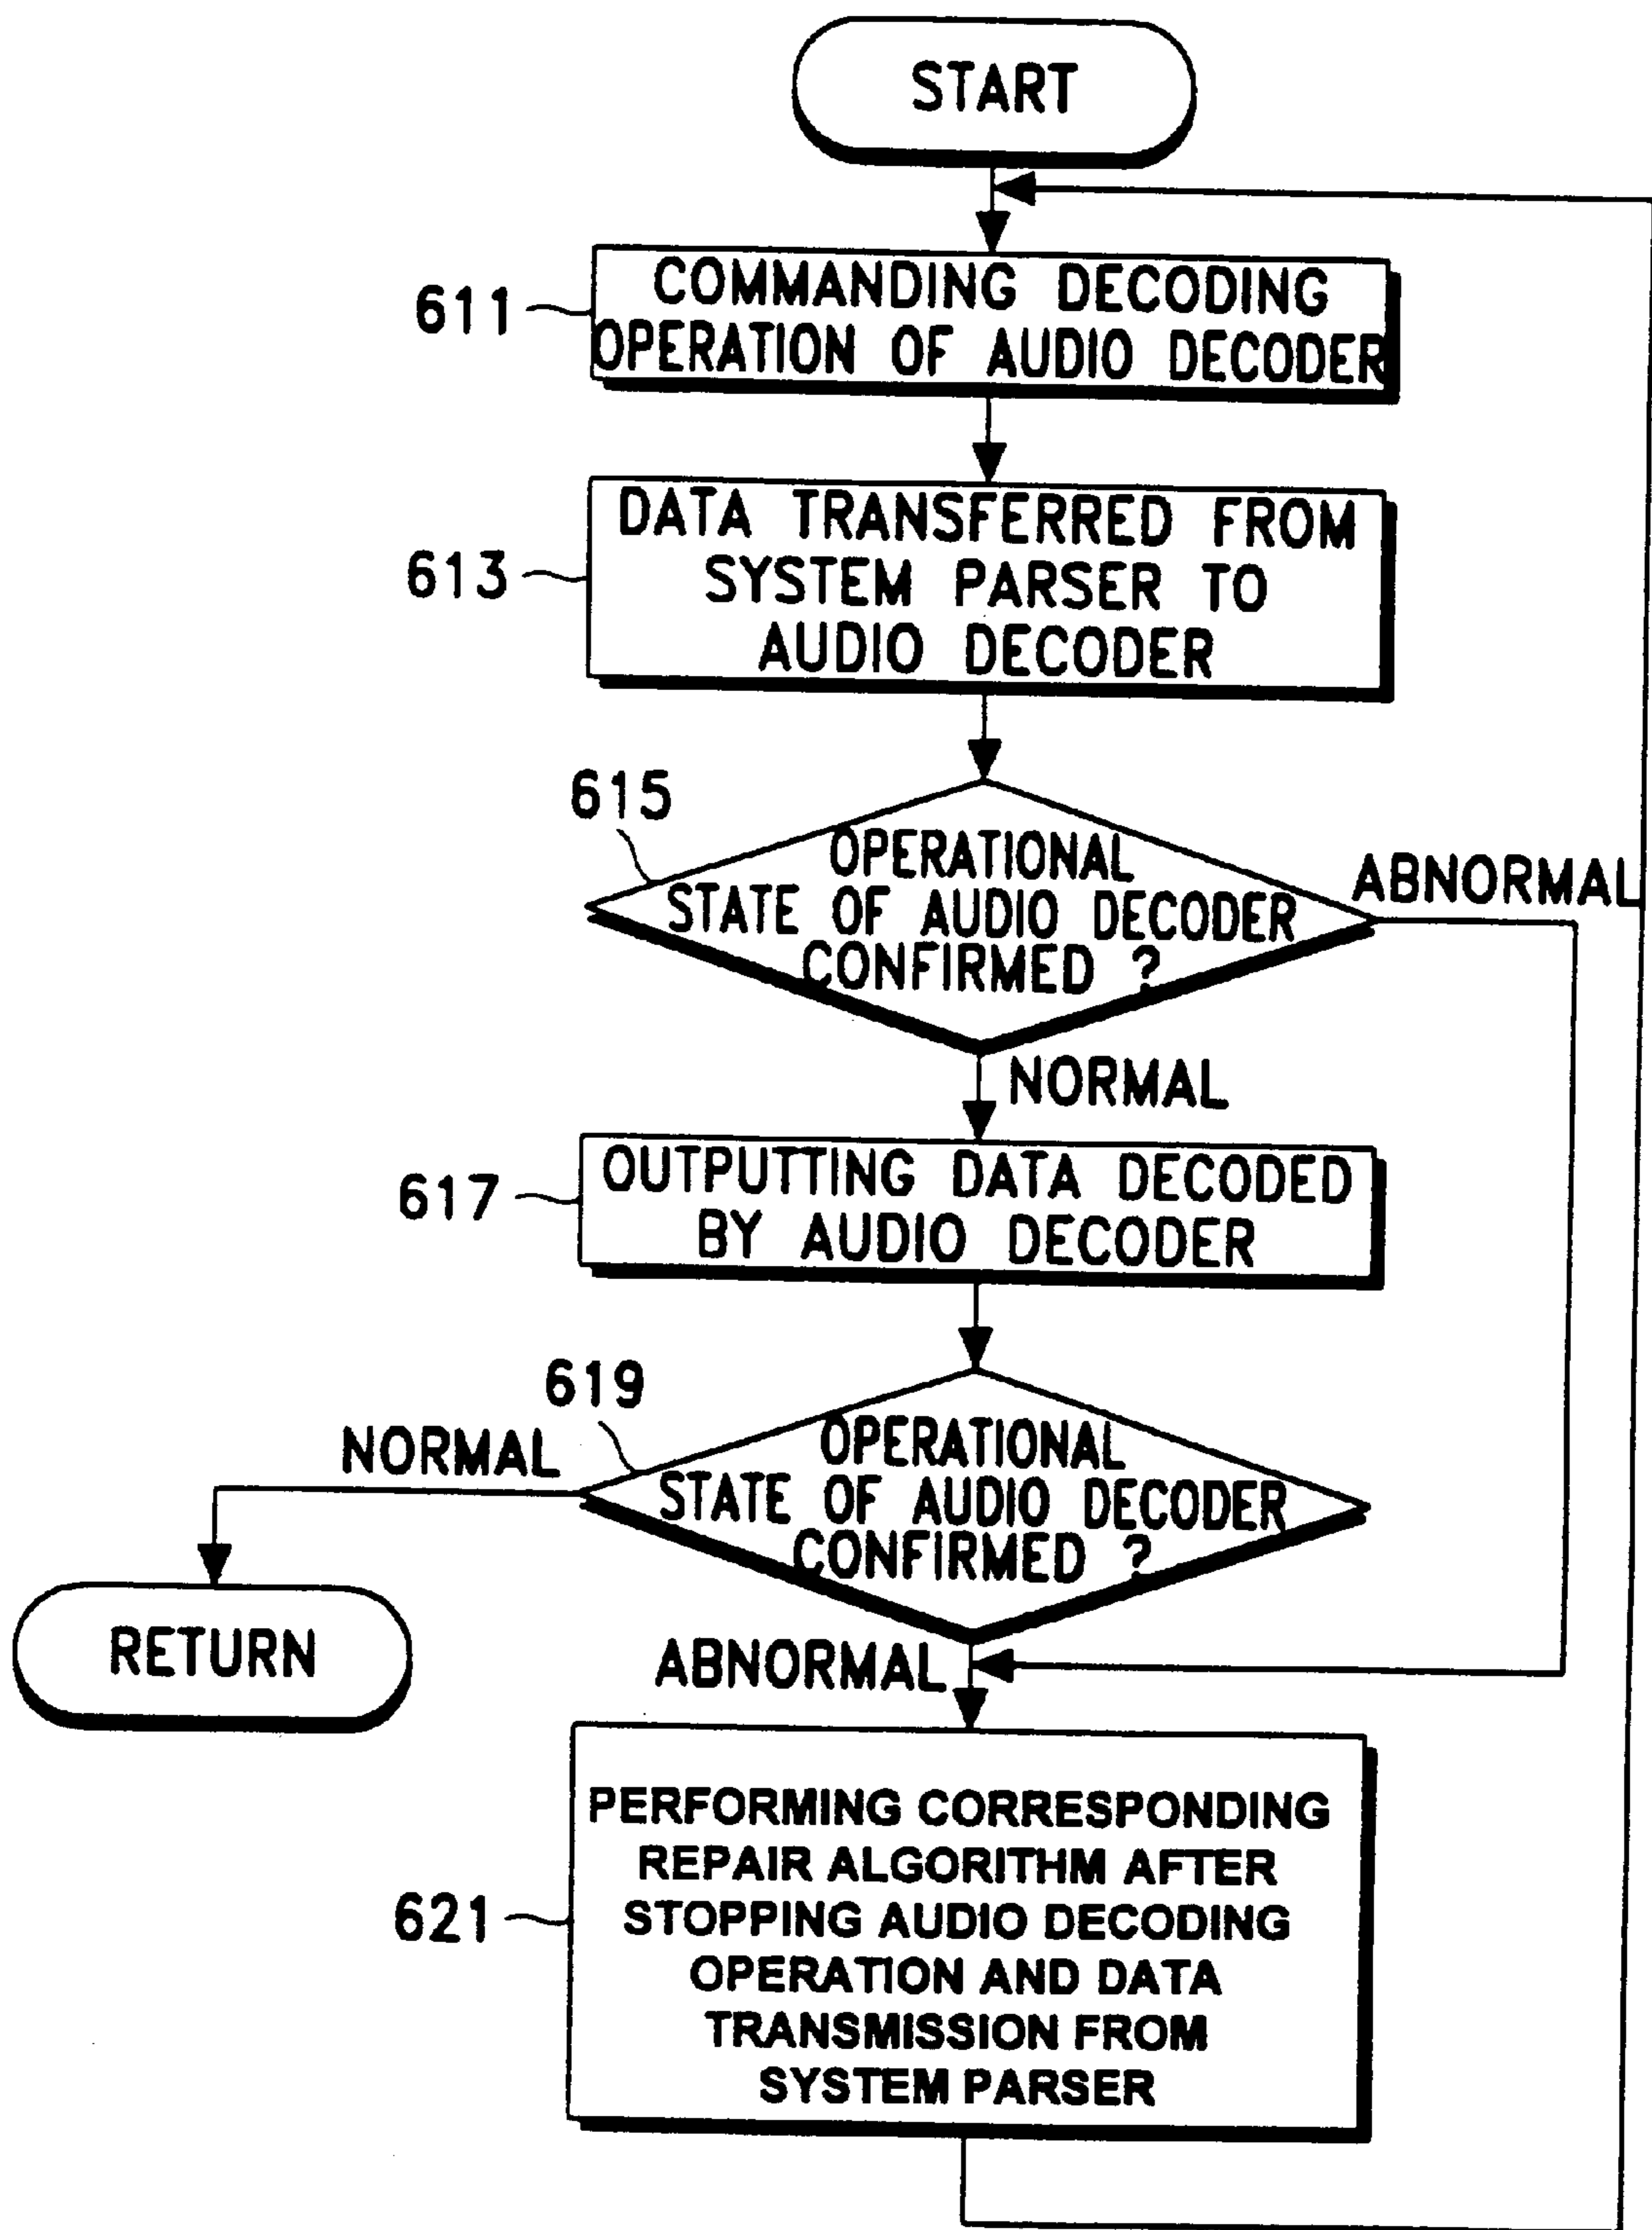 START
611
COMMANDING DECODING
OPERATION OF AUDIO DECODER
613
DATA TRANSFERRED FROM
SYSTEM PARSER TO
AUDIO DECODER
615
OPERATIONAL
STATE OF AUDIO DECODER
CONFIRMED ?
ABNORMAL
NORMAL
617
OUTPUTTING DATA DECODED
BY AUDIO DECODER
619
OPERATIONAL
STATE OF AUDIO DECODER
CONFIRMED ?
NORMAL
RETURN
ABNORMAL
621
PERFORMING CORRESPONDING
REPAIR ALGORITHM AFTER
STOPPING AUDIO DECODING
OPERATION AND DATA
TRANSMISSION FROM
SYSTEM PARSER